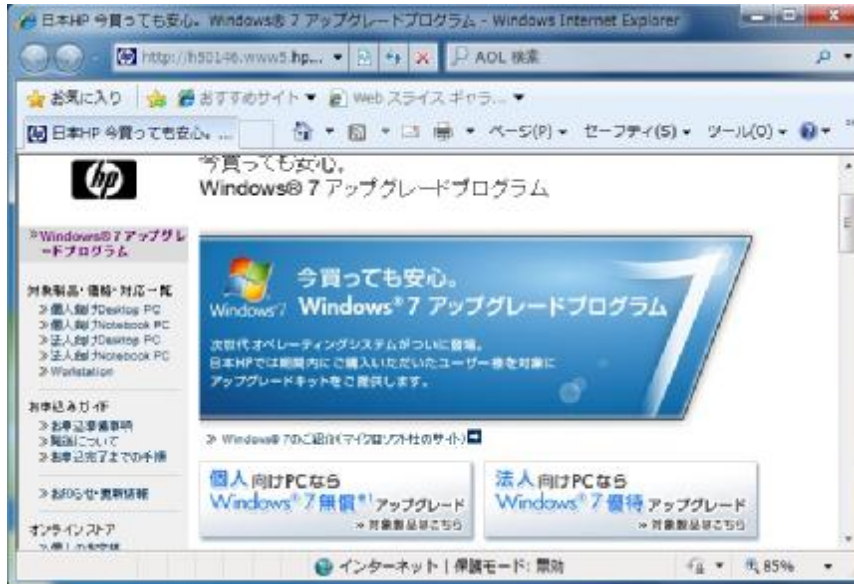 日本HP 今買っても安心。Windows® 7 アップグレードプログラム - Windows Internet Explorer
http://h50146.www5.hp...
AOL 検索
お気に入り
おすすめサイト
Web スライス ギャラ...
日本HP 今買っても安心。...
ページ(P)
セーフティ(S)
ツール(O)
hp
今買っても安心。
Windows® 7 アップグレードプログラム
»Windows® 7 アップグレ
ードプログラム
対象製品・価格・対応一覧
» 個人向けDesktop PC
» 個人向けNotebook PC
» 法人向けDesktop PC
» 法人向けNotebook PC
» Workstation
お申込みガイド
» お申込準備事項
» 配送について
» お申込完了までの手順
» お知らせ・更新情報
オンラインストア
Windows®7
今買っても安心。
Windows®7 アップグレードプログラム
7
次世代オペレーティングシステムがついに登場。
日本HPでは期間内にご購入いただいたユーザー様を対象に
アップグレードキットをご提供します。
» Windows® 7のご紹介(マイクロソフト社のサイト)
個人向けPCなら
Windows®7無償*¹アップグレード
» 対象製品はこちら
法人向けPCなら
Windows®7優待アップグレード
» 対象製品はこちら
インターネット | 保護モード: 無効
85%